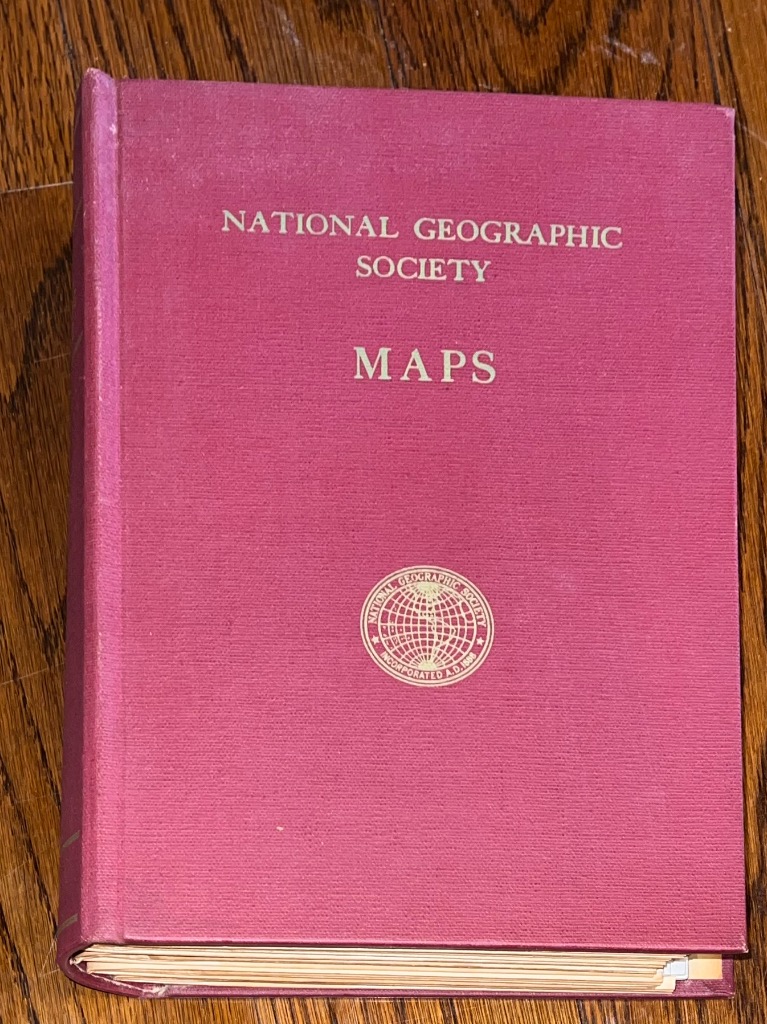 NATIONAL GEOGRAPHIC
SOCIETY
MAPS
NATIONAL GEOGRAPHIC SOCIETY
INCORPORATED A.D. 1888